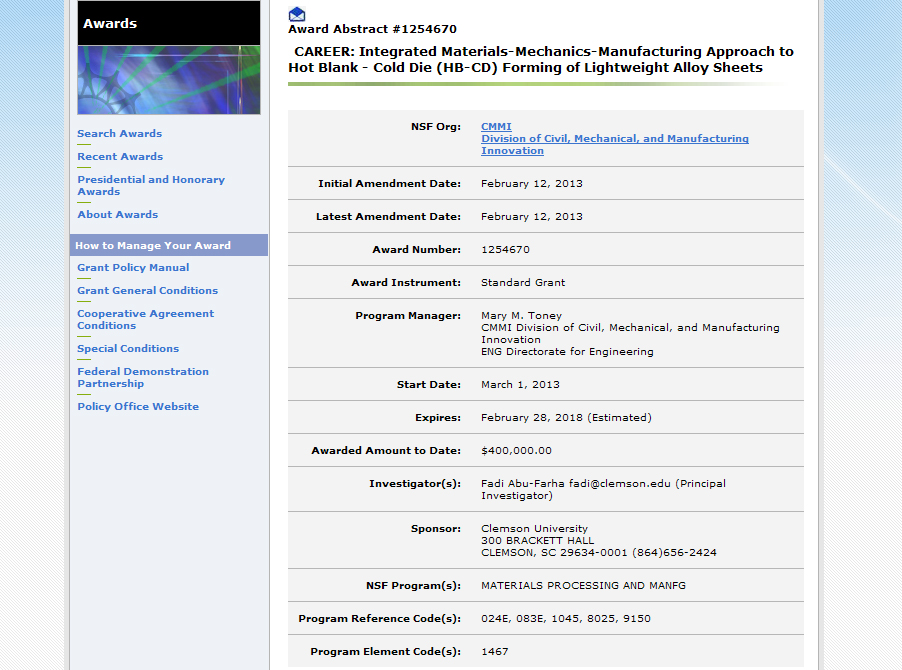 Awards
Search Awards
Recent Awards
Presidential and Honorary
Awards
About Awards
How to Manage Your Award
Grant Policy Manual
Grant General Conditions
Cooperative Agreement
Conditions
Special Conditions
Federal Demonstration
Partnership
Policy Office Website
Award Abstract #1254670
CAREER: Integrated Materials-Mechanics-Manufacturing Approach to
Hot Blank - Cold Die (HB-CD) Forming of Lightweight Alloy Sheets
NSF Org: CMMI
Division of Civil, Mechanical, and Manufacturing
Innovation
Initial Amendment Date: February 12, 2013
Latest Amendment Date: February 12, 2013
Award Number: 1254670
Award Instrument: Standard Grant
Program Manager: Mary M. Toney
CMMI Division of Civil, Mechanical, and Manufacturing
Innovation
ENG Directorate for Engineering
Start Date: March 1, 2013
Expires: February 28, 2018 (Estimated)
Awarded Amount to Date: $400,000.00
Investigator(s): Fadi Abu-Farha fadi@clemson.edu (Principal
Investigator)
Sponsor: Clemson University
300 BRACKETT HALL
CLEMSON, SC 29634-0001 (864)656-2424
NSF Program(s): MATERIALS PROCESSING AND MANFG
Program Reference Code(s): 024E, 083E, 1045, 8025, 9150
Program Element Code(s): 1467